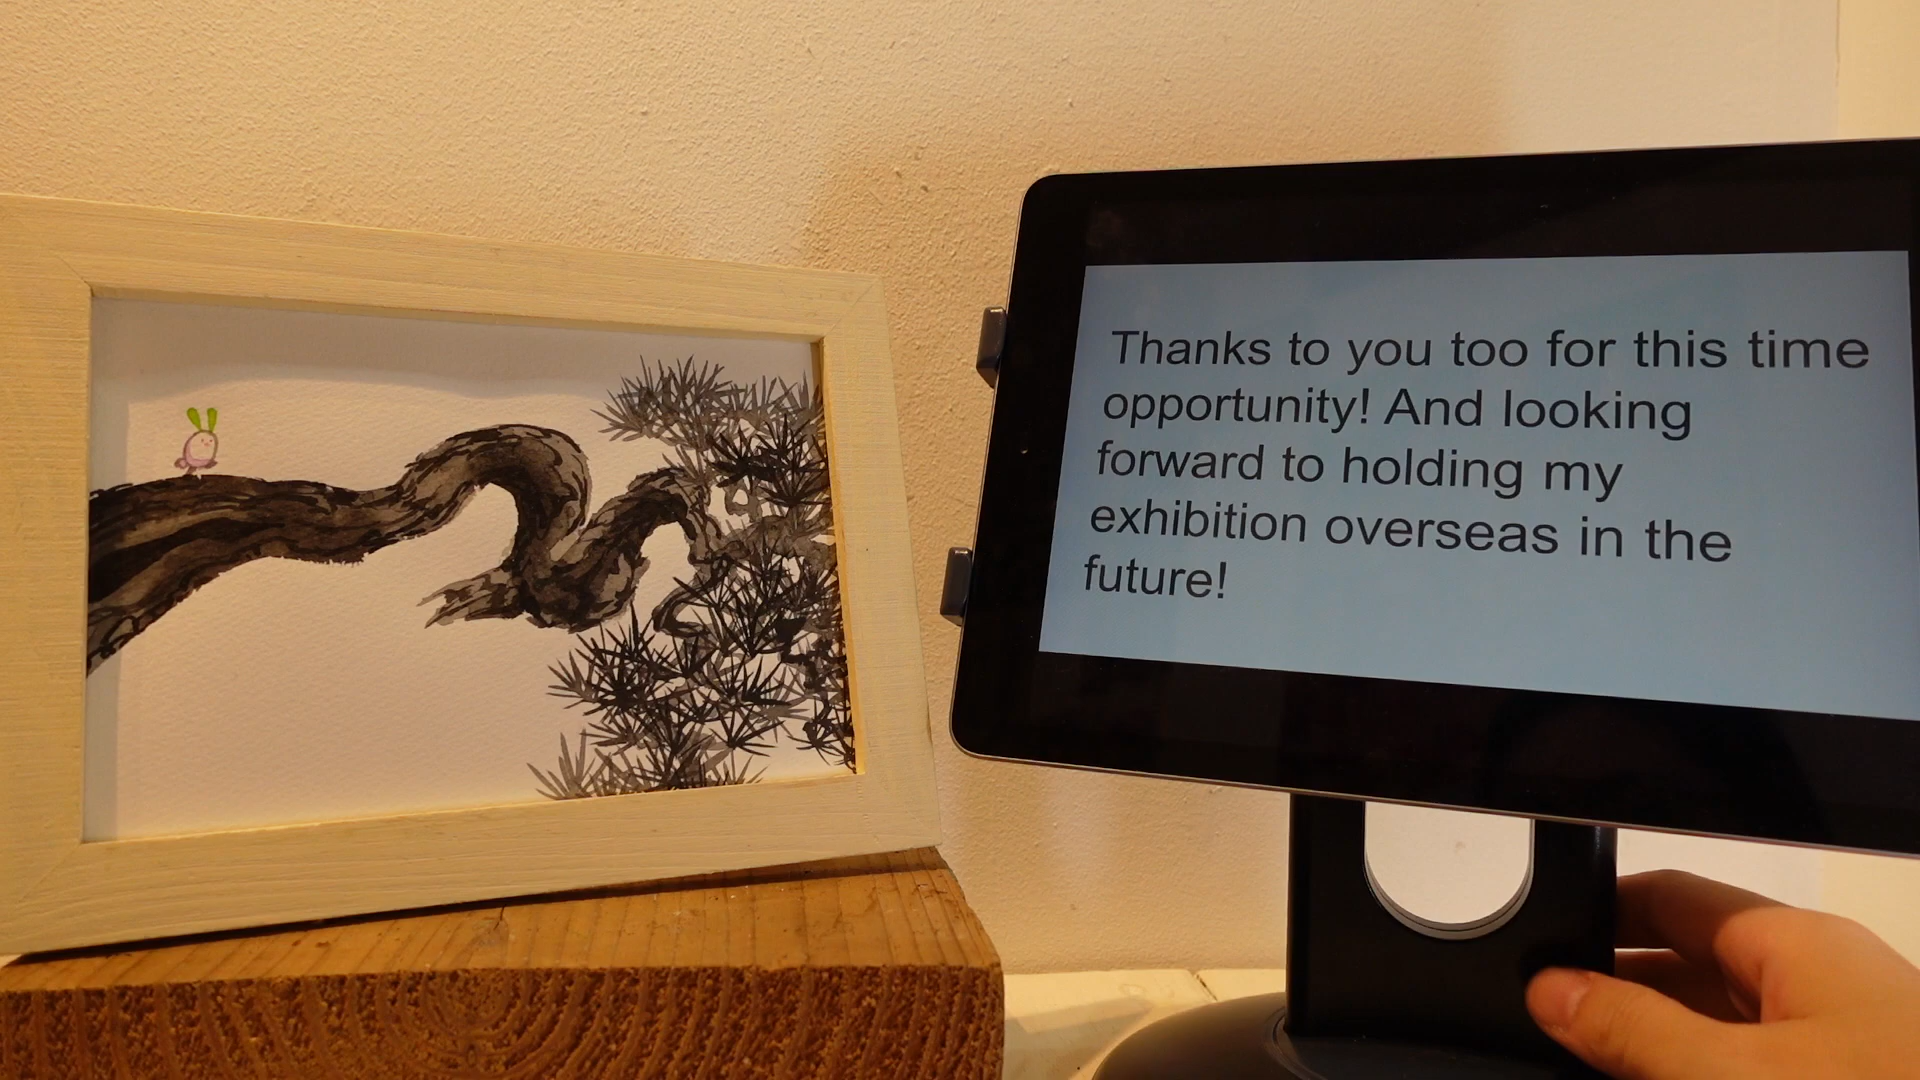 Thanks to you too for this time
opportunity! And looking
forward to holding my
exhibition overseas in the
future!